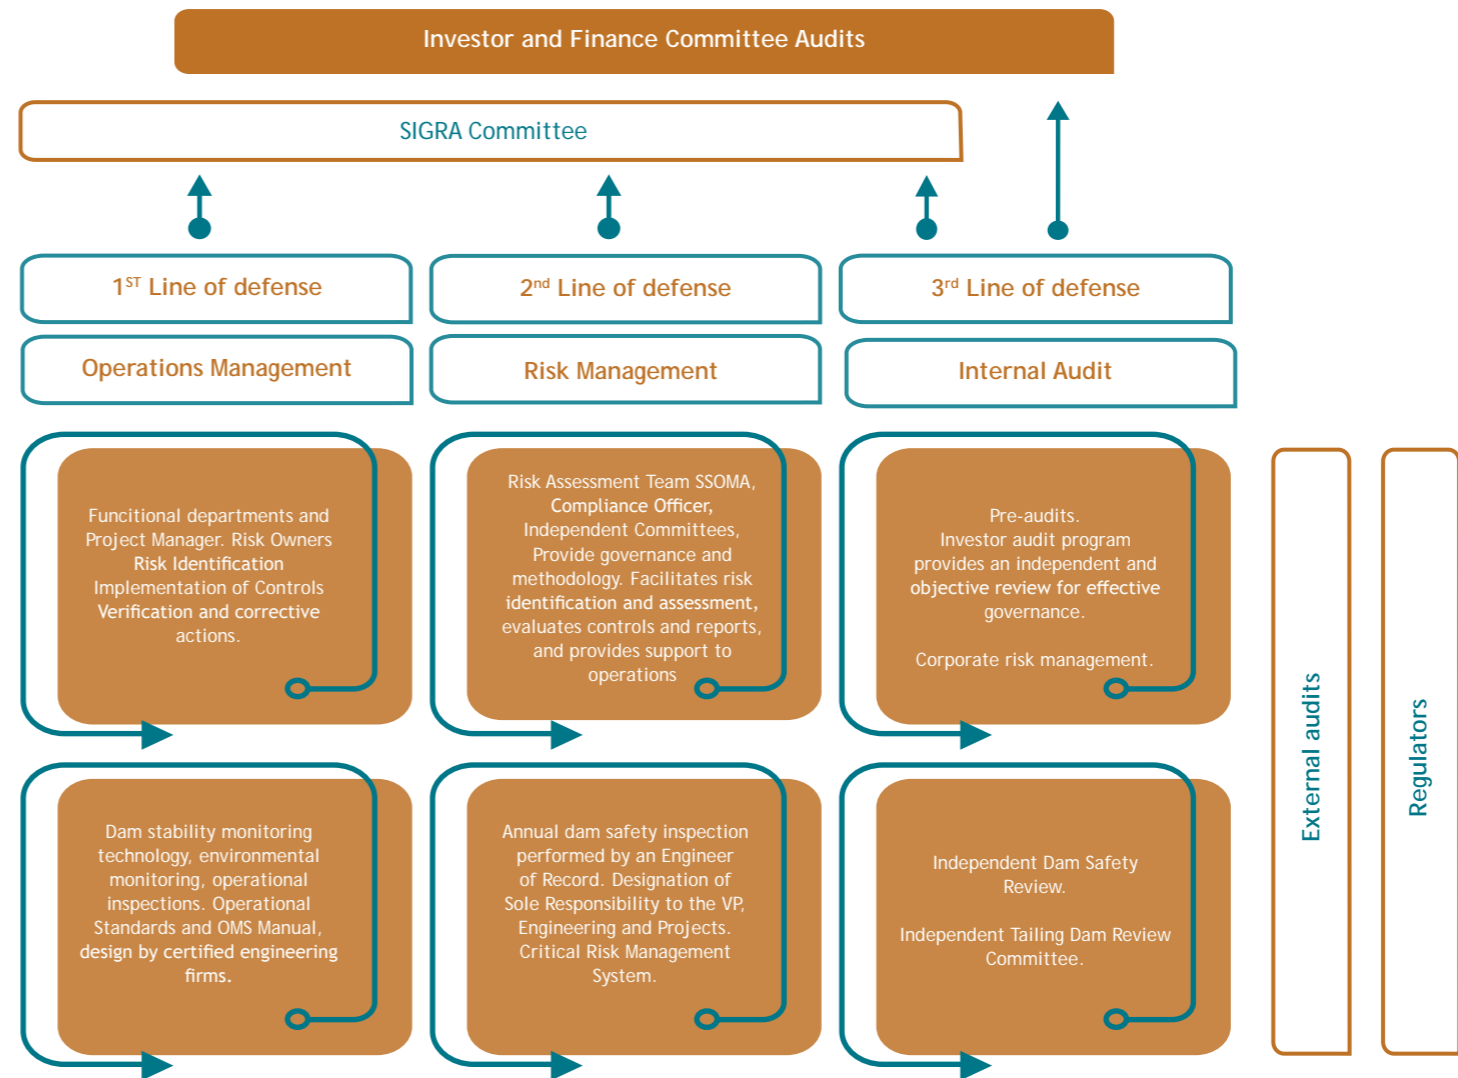 Investor and Finance Committee Audits
SIGRA Committee
1ST Line of defense
2nd Line of defense
3rd Line of defense
Operations Management
Risk Management
Internal Audit
Funcitional departments and
Project Manager. Risk Owners
Risk Identification
Implementation of Controls
Verification and corrective
actions.
Risk Assessment Team SSOMA,
Compliance Officer,
Independent Committees,
Provide governance and
methodology. Facilitates risk
identification and assessment,
evaluates controls and reports,
and provides support to
operations
Pre-audits.
Investor audit program
provides an independent and
objective review for effective
governance.
Corporate risk management.
Dam stability monitoring
technology, environmental
monitoring, operational
inspections. Operational
Standards and OMS Manual,
design by certified engineering
firms.
Annual dam safety inspection
performed by an Engineer
of Record. Designation of
Sole Responsibility to the VP,
Engineering and Projects.
Critical Risk Management
System.
Independent Dam Safety
Review.
Independent Tailing Dam Review
Committee.
External audits
Regulators